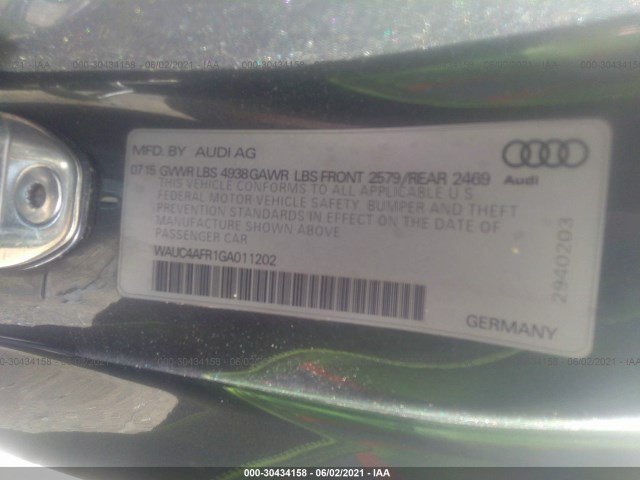 MFD. BY AUDI AG
0715 GVWR LBS 4938 GAWR LBS FRONT 2579/REAR 2469
THIS VEHICLE CONFORMS TO ALL APPLICABLE U S
FEDERAL MOTOR VEHICLE SAFETY, BUMPER AND THEFT
PREVENTION STANDARDS IN EFFECT ON THE DATE OF
MANUFACTURE SHOWN ABOVE
PASSENGER CAR
WAUC4AFR1GA011202
Audi
2940203
GERMANY
000-30434158 - 06/02/2021 - IAA